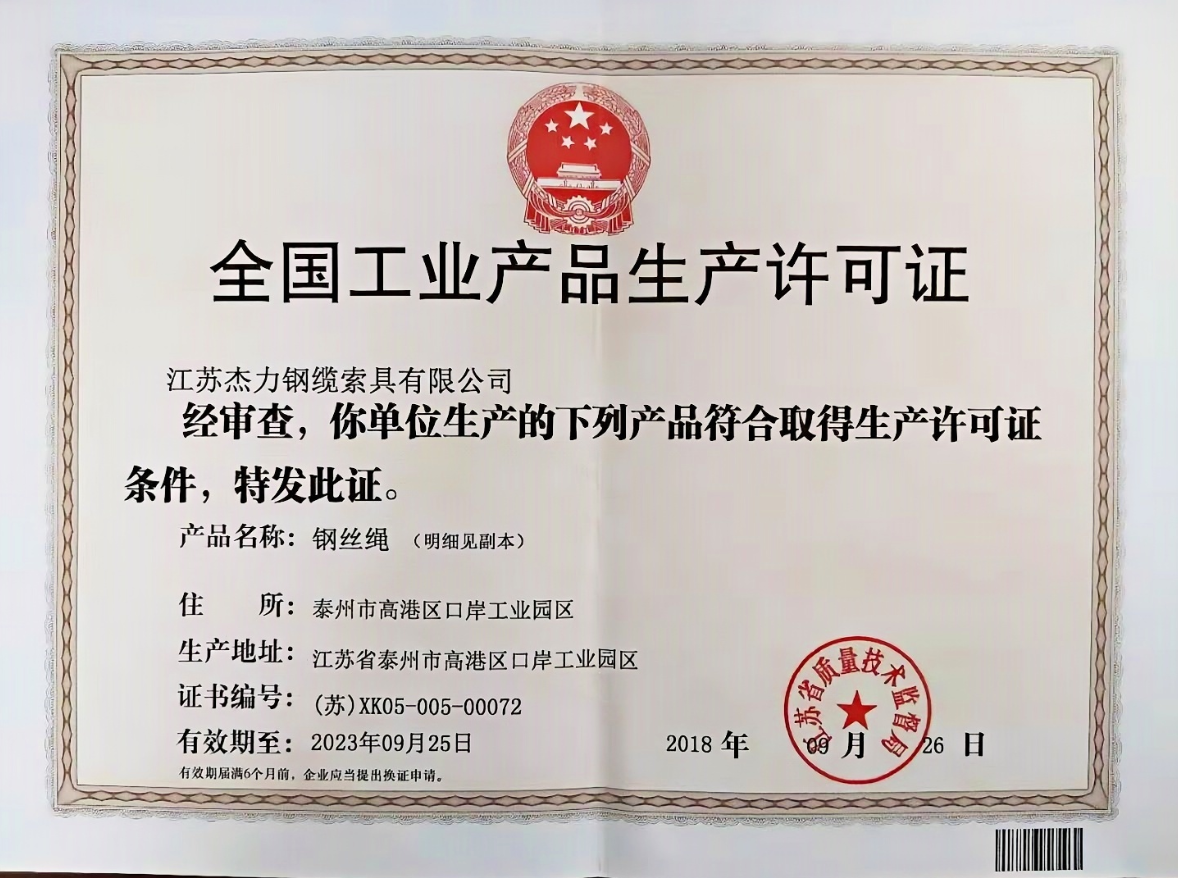 全国工业产品生产许可证
江苏杰力钢缆索具有限公司
经审查，你单位生产的下列产品符合取得生产许可证
条件，特发此证。
产品名称：钢丝绳 （明细见副本）
住 所：泰州市高港区口岸工业园区
生产地址：江苏省泰州市高港区口岸工业园区
证书编号：(苏)XK05-005-00072
有效期至：2023年09月25日
2018 年 09 月 26 日
江苏省质量技术监督局
有效期届满6个月前，企业应当提出换证申请。